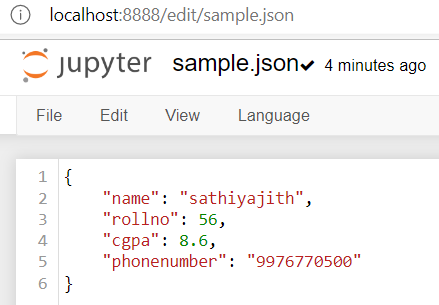 localhost:8888/edit/sample.json
jupyter sample.json 4 minutes ago
File Edit View Language
1 {
2 "name": "sathiyajith",
3 "rollno": 56,
4 "cgpa": 8.6,
5 "phonenumber": "9976770500"
6 }